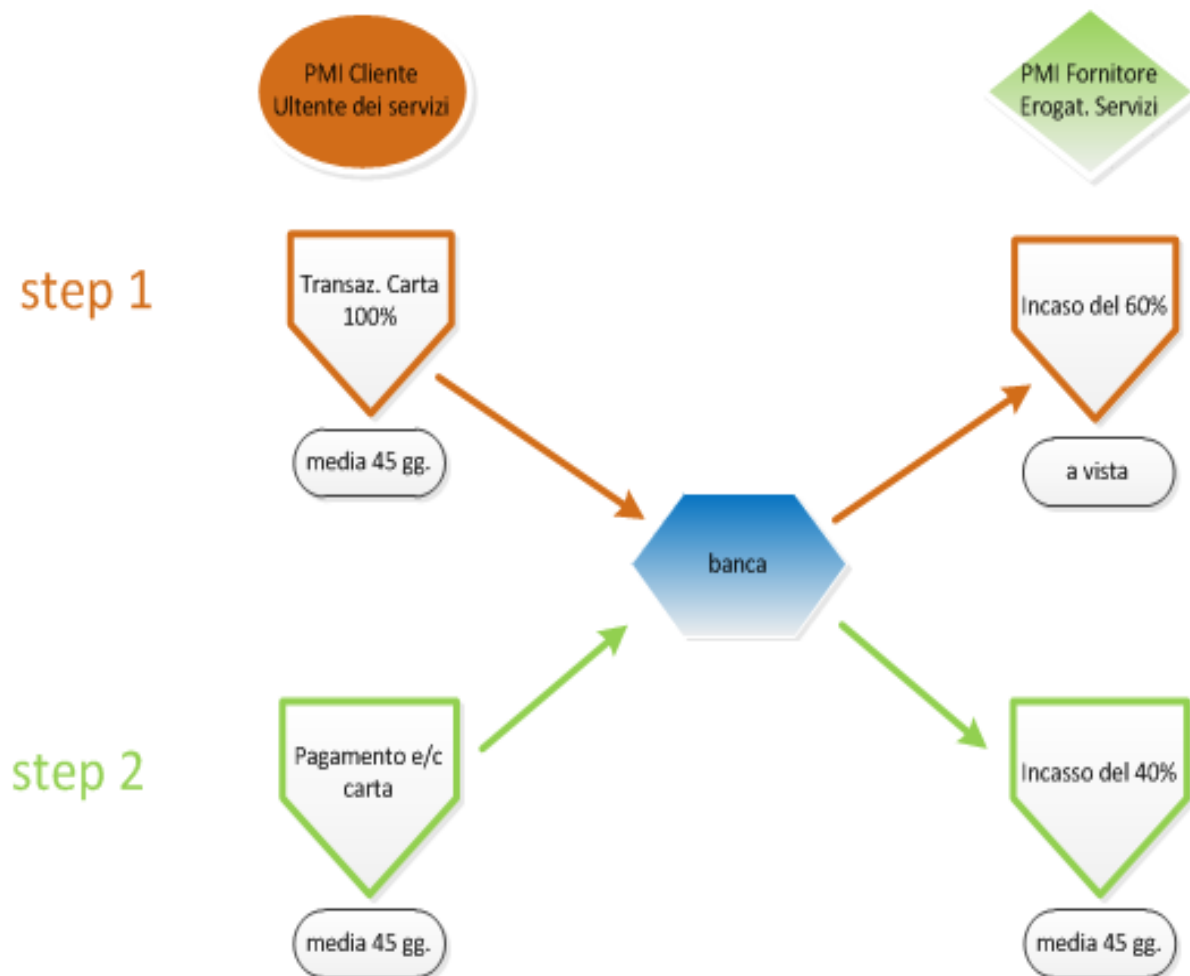 PMI Cliente
Ultente dei servizi
PMI Fornitore
Erogat. Servizi
step 1
Transaz. Carta
100%
Incaso del 60%
media 45 gg.
a vista
banca
step 2
Pagamento e/c
carta
Incasso del 40%
media 45 gg.
media 45 gg.